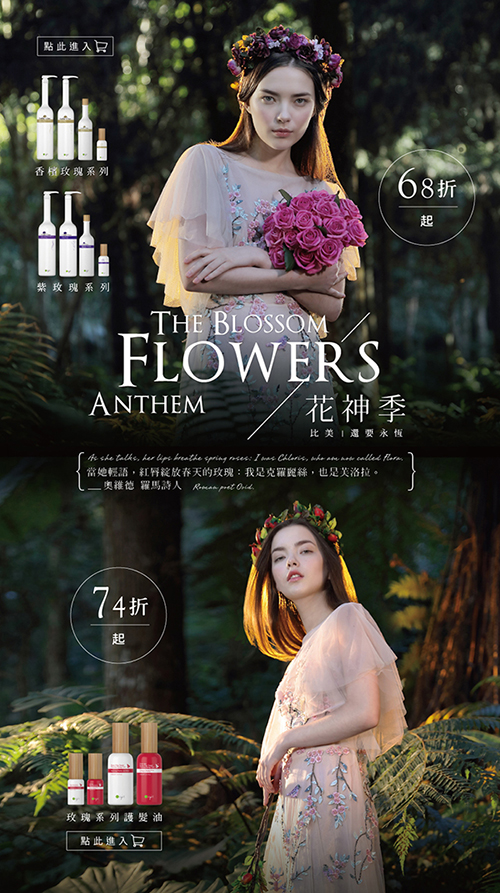 點此進入
香檳玫瑰系列
紫玫瑰系列
68折
起
THE BLOSSOM
FLOWERS
ANTHEM
花神季
比美|還要永恆
As she talks, her lips breathe spring roses: I was Chloris, who am now called Flora.
當她輕語，紅唇綻放春天的玫瑰：我是克羅麗絲，也是芙洛拉。
——奧維德 羅馬詩人 Roman poet Ovid.
74折
起
玫瑰系列護髮油
點此進入